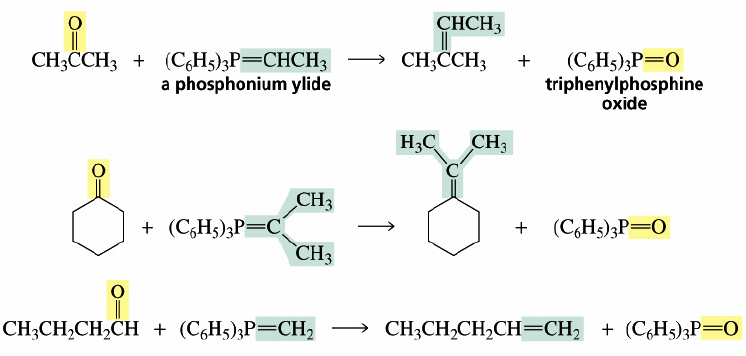 O CHCH₃
CH₃CCH₃ + (C₆H₅)₃P=CHCH₃ ⟶ CH₃CCH₃ + (C₆H₅)₃P=O
a phosphonium ylide triphenylphosphine
oxide
H₃C CH₃
O C
CH₃
+ (C₆H₅)₃P=C ⟶ + (C₆H₅)₃P=O
CH₃
O
CH₃CH₂CH₂CH + (C₆H₅)₃P=CH₂ ⟶ CH₃CH₂CH₂CH=CH₂ + (C₆H₅)₃P=O